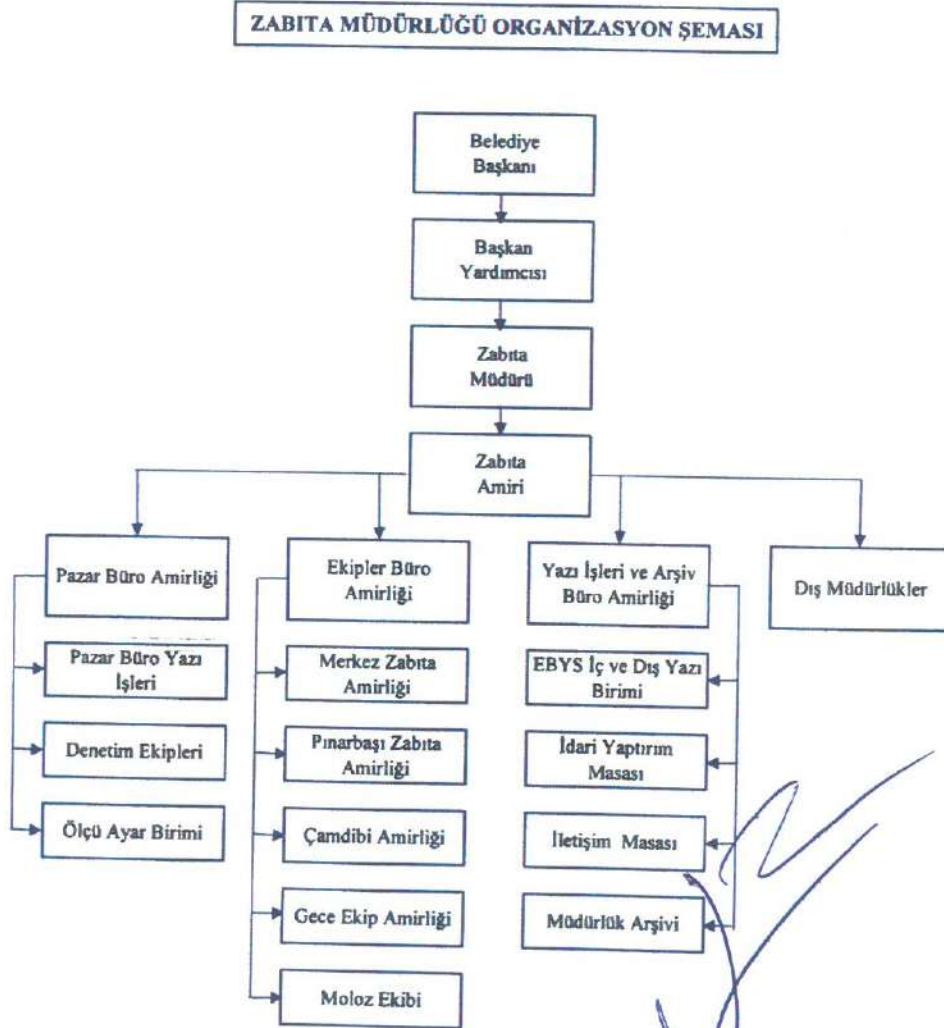 ZABITA MÜDÜRLÜĞÜ ORGANİZASYON ŞEMASI
Belediye
Başkanı
Başkan
Yardımcısı
Zabıta
Müdürü
Zabıta
Amiri
Pazar Büro Amirliği
Pazar Büro Yazı
İşleri
Denetim Ekipleri
Ölçü Ayar Birimi
Ekipler Büro
Amirliği
Merkez Zabıta
Amirliği
Pınarbaşı Zabıta
Amirliği
Çamdibi Amirliği
Gece Ekip Amirliği
Moloz Ekibi
Yazı İşleri ve Arşiv
Büro Amirliği
EBYS İç ve Dış Yazı
Birimi
İdari Yaptırım
Masası
İletişim Masası
Müdürlük Arşivi
Dış Müdürlükler